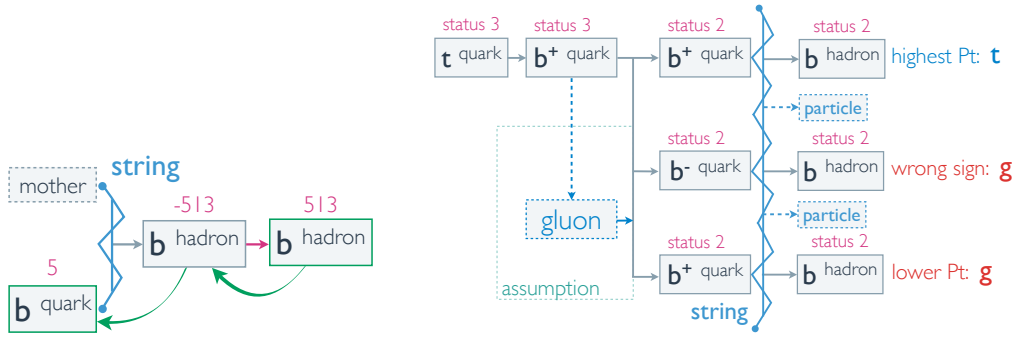 mother
string
-513
513
b hadron
b hadron
5
b quark
status 3
status 3
status 2
status 2
t quark
b+ quark
b+ quark
b hadron
highest Pt: t
particle
status 2
status 2
b- quark
b hadron
wrong sign: g
gluon
particle
status 2
status 2
b+ quark
b hadron
lower Pt: g
assumption
string